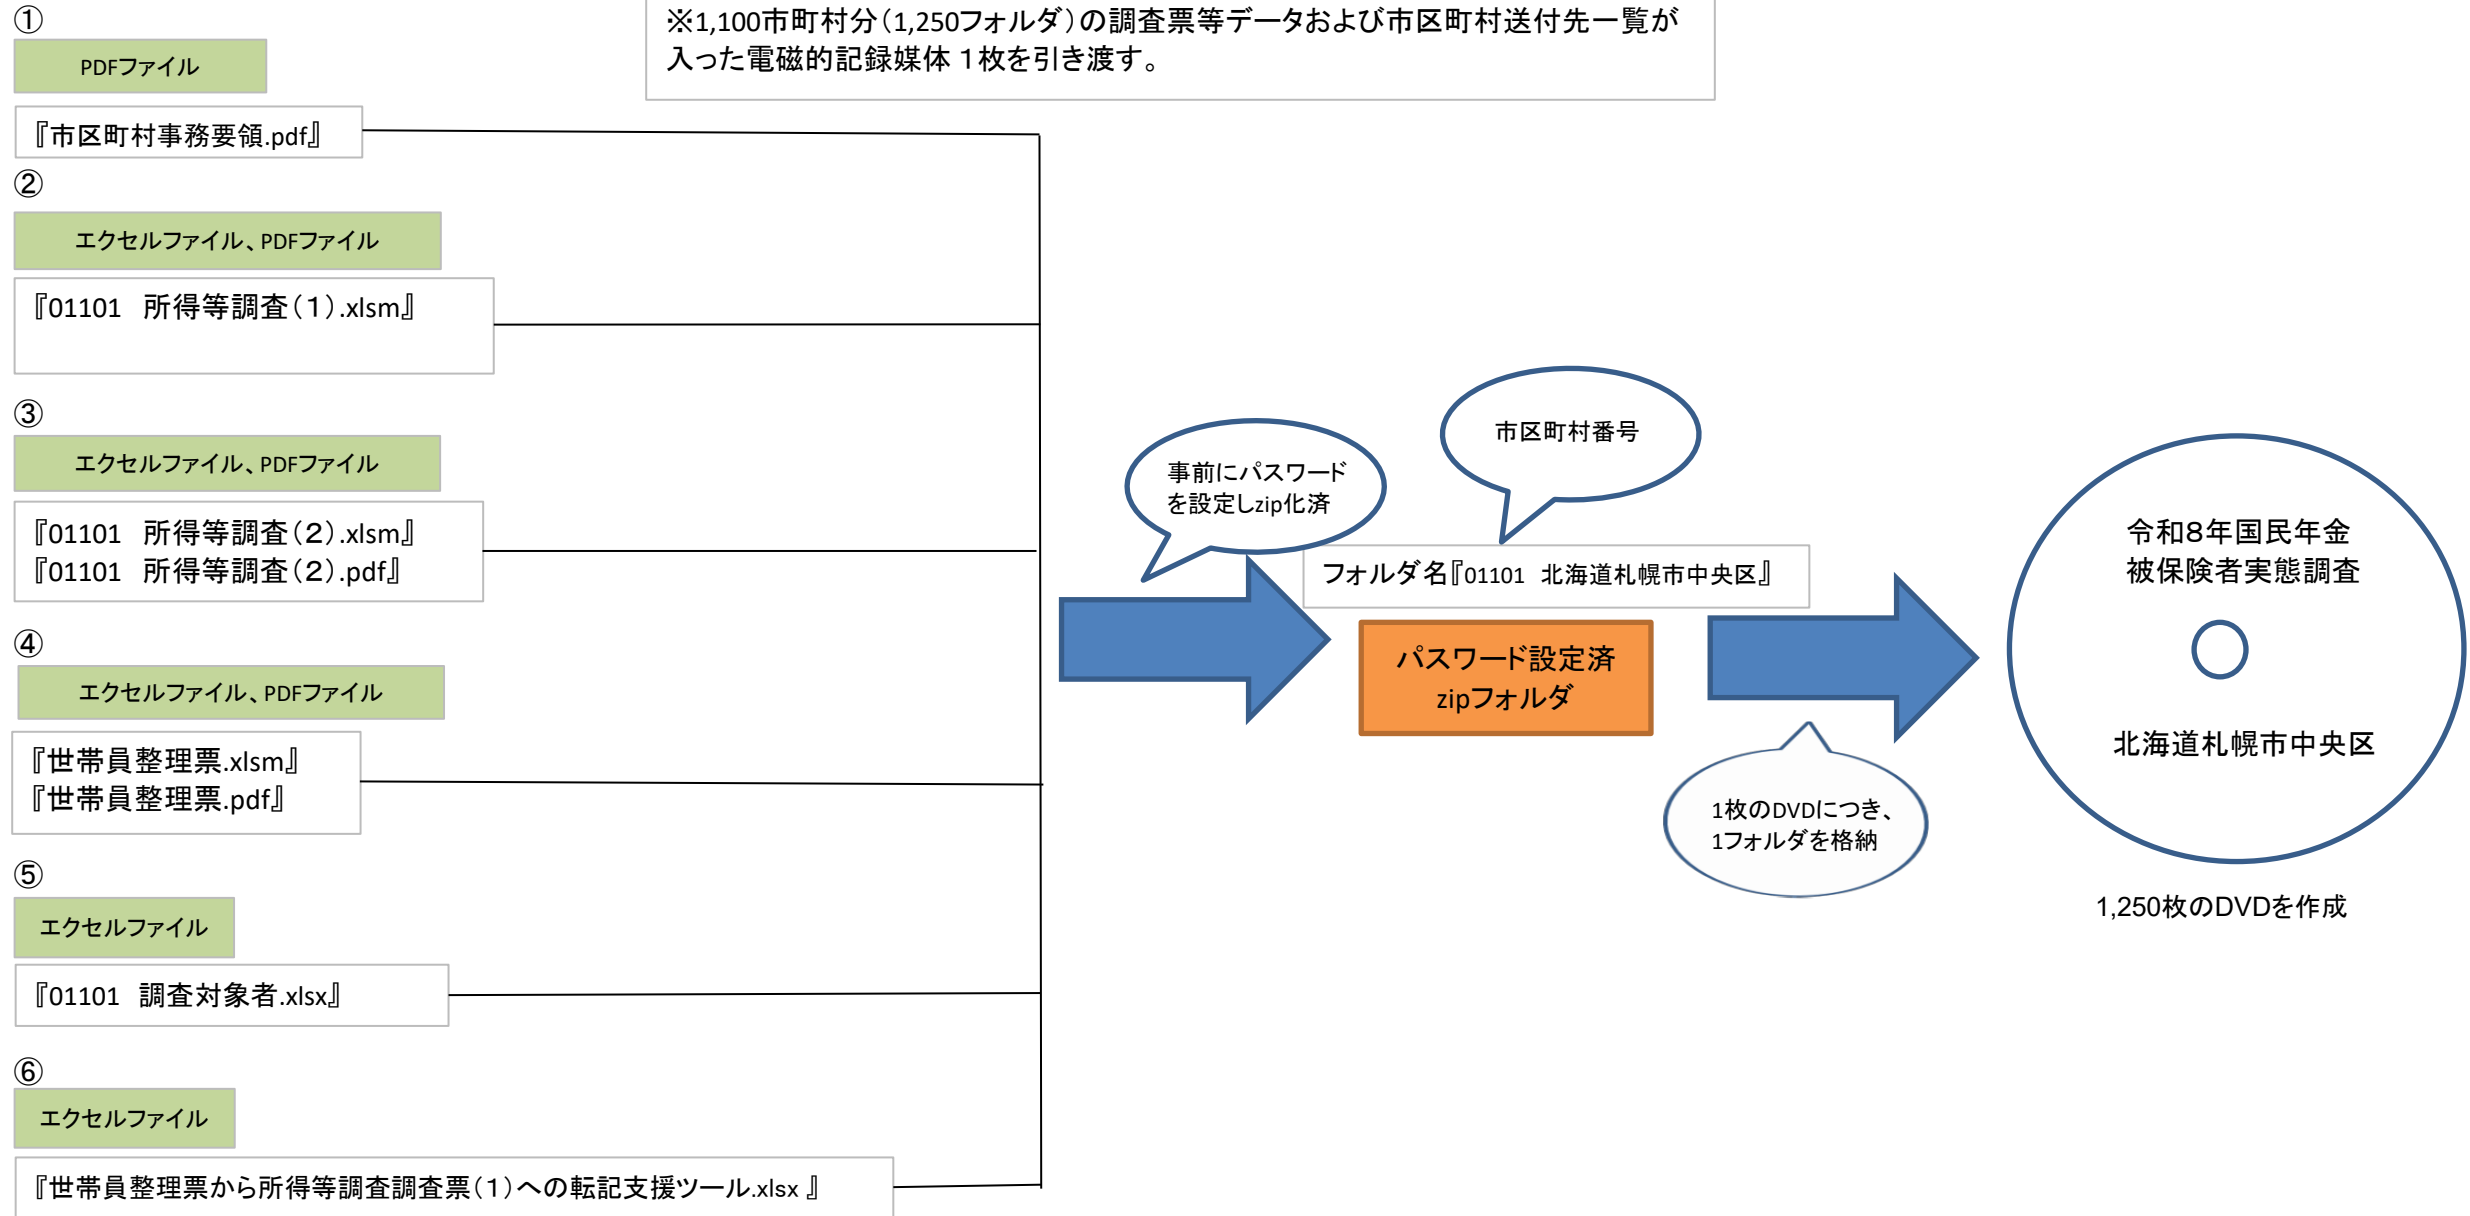 ※1,100市町村分（1,250フォルダ）の調査票等データおよび市区町村送付先一覧が
入った電磁的記録媒体１枚を引き渡す。
①
PDFファイル
『市区町村事務要領.pdf』
②
エクセルファイル、PDFファイル
『01101　所得等調査（１）.xlsm』
③
エクセルファイル、PDFファイル
『01101　所得等調査（２）.xlsm』
『01101　所得等調査（２）.pdf』
④
エクセルファイル、PDFファイル
『世帯員整理票.xlsm』
『世帯員整理票.pdf』
⑤
エクセルファイル
『01101　調査対象者.xlsx』
⑥
エクセルファイル
『世帯員整理票から所得等調査調査票（１）への転記支援ツール.xlsx 』
事前にパスワード
を設定しzip化済
市区町村番号
フォルダ名『01101　北海道札幌市中央区』
パスワード設定済
zipフォルダ
1枚のDVDにつき、
1フォルダを格納
令和８年国民年金
被保険者実態調査
北海道札幌市中央区
1,250枚のDVDを作成